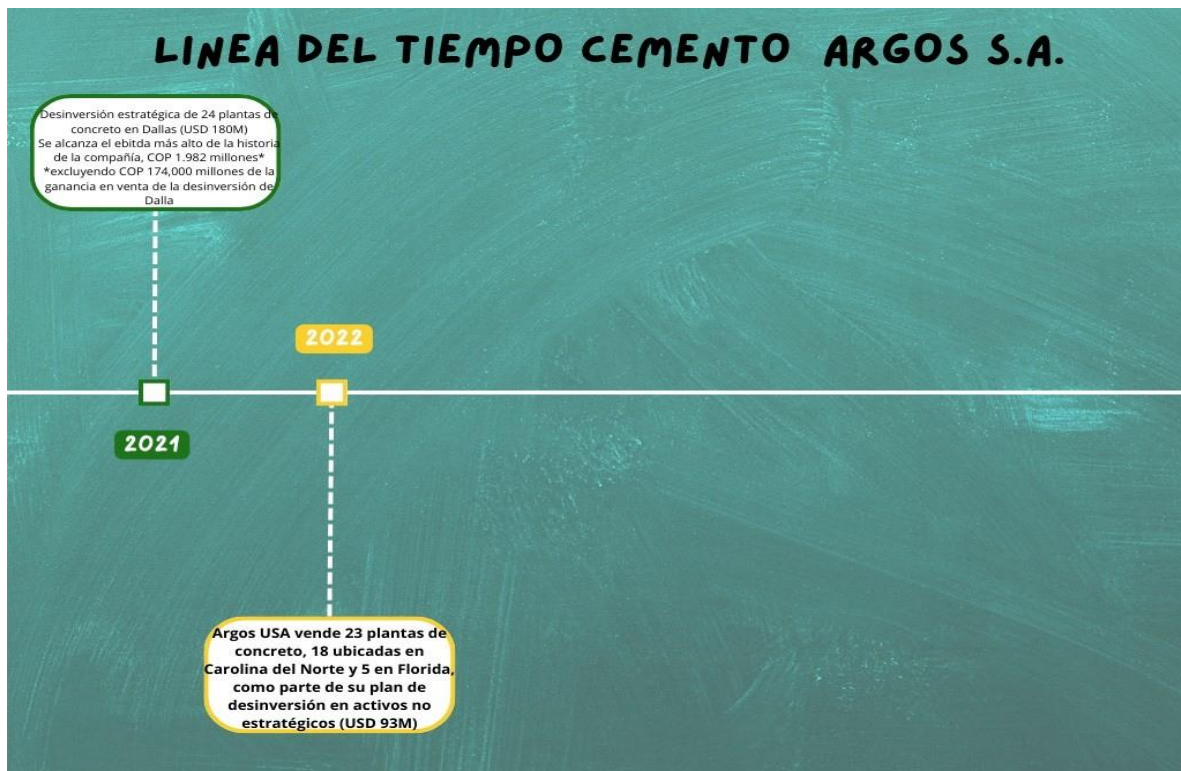 LINEA DEL TIEMPO CEMENTO ARGOS S.A.
Desinversión estratégica de 24 plantas de
concreto en Dallas (USD 180M)
Se alcanza el ebitda más alto de la historia
de la compañía, COP 1.982 millones*
*excluyendo COP 174,000 millones de la
ganancia en venta de la desinversión de
Dalla
2022
2021
Argos USA vende 23 plantas de
concreto, 18 ubicadas en
Carolina del Norte y 5 en Florida,
como parte de su plan de
desinversión en activos no
estratégicos (USD 93M)